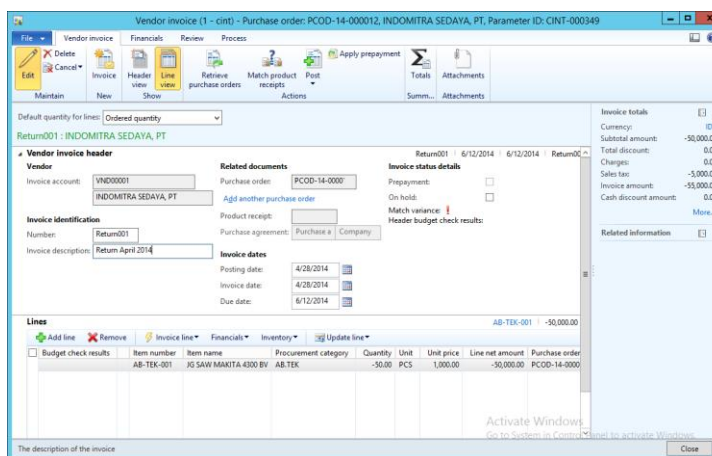 Vendor invoice (1 - cint) - Purchase order: PCOD-14-000012, INDOMITRA SEDAYA, PT, Parameter ID: CINT-000349
File Vendor invoice Financials Review Process
Edit
Delete
Cancel
Invoice
Header view
Line view
Retrieve purchase orders
Match product receipts
Post
Apply prepayment
Totals
Attachments
Maintain New Show Actions Summ... Attachments
Default quantity for lines: Ordered quantity
Return001 : INDOMITRA SEDAYA, PT
Vendor invoice header Return001 6/12/2014 6/12/2014 Return00
Vendor
Invoice account: VND00001
INDOMITRA SEDAYA, PT
Invoice identification
Number: Return001
Invoice description: Return April 2014
Related documents
Purchase order: PCOD-14-0000'
Add another purchase order
Product receipt:
Purchase agreement: Purchase a Company
Invoice dates
Posting date: 4/28/2014
Invoice date: 4/28/2014
Due date: 6/12/2014
Invoice status details
Prepayment:
On hold:
Match variance: !
Header budget check results:
Lines AB-TEK-001 -50,000.00
Add line Remove Invoice line Financials Inventory Update line
Budget check results Item number Item name Procurement category Quantity Unit Unit price Line net amount Purchase order
AB-TEK-001 JG SAW MAKITA 4300 BV AB.TEK -50.00 PCS 1,000.00 -50,000.00 PCOD-14-0000
Invoice totals
Currency: ID
Subtotal amount: -50,000.0
Total discount: 0.0
Charges: 0.0
Sales tax: -5,000.0
Invoice amount: -55,000.0
Cash discount amount: 0.0
More.
Related information
Activate Windows
Go to System in Control Panel to activate Windows.
The description of the invoice Close